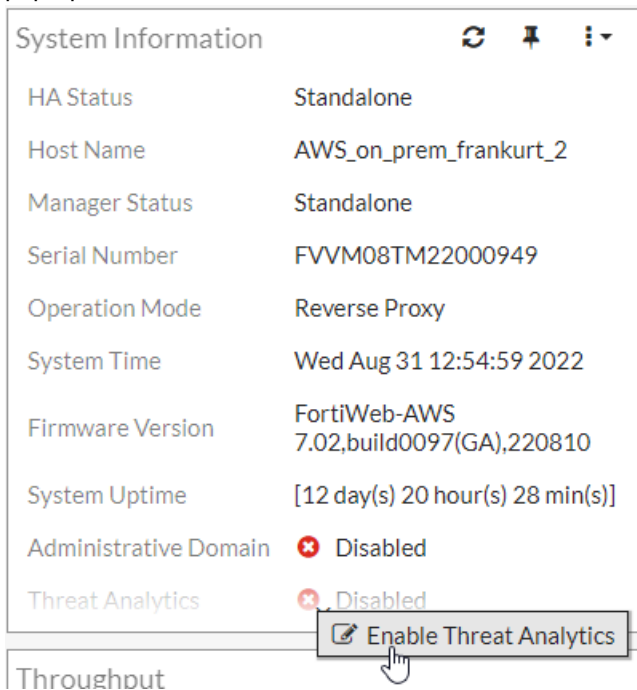 System Information
HA Status Standalone
Host Name AWS_on_prem_frankurt_2
Manager Status Standalone
Serial Number FVVM08TM22000949
Operation Mode Reverse Proxy
System Time Wed Aug 31 12:54:59 2022
Firmware Version FortiWeb-AWS
7.02,build0097(GA),220810
System Uptime [12 day(s) 20 hour(s) 28 min(s)]
Administrative Domain Disabled
Threat Analytics Disabled
Enable Threat Analytics
Throughput